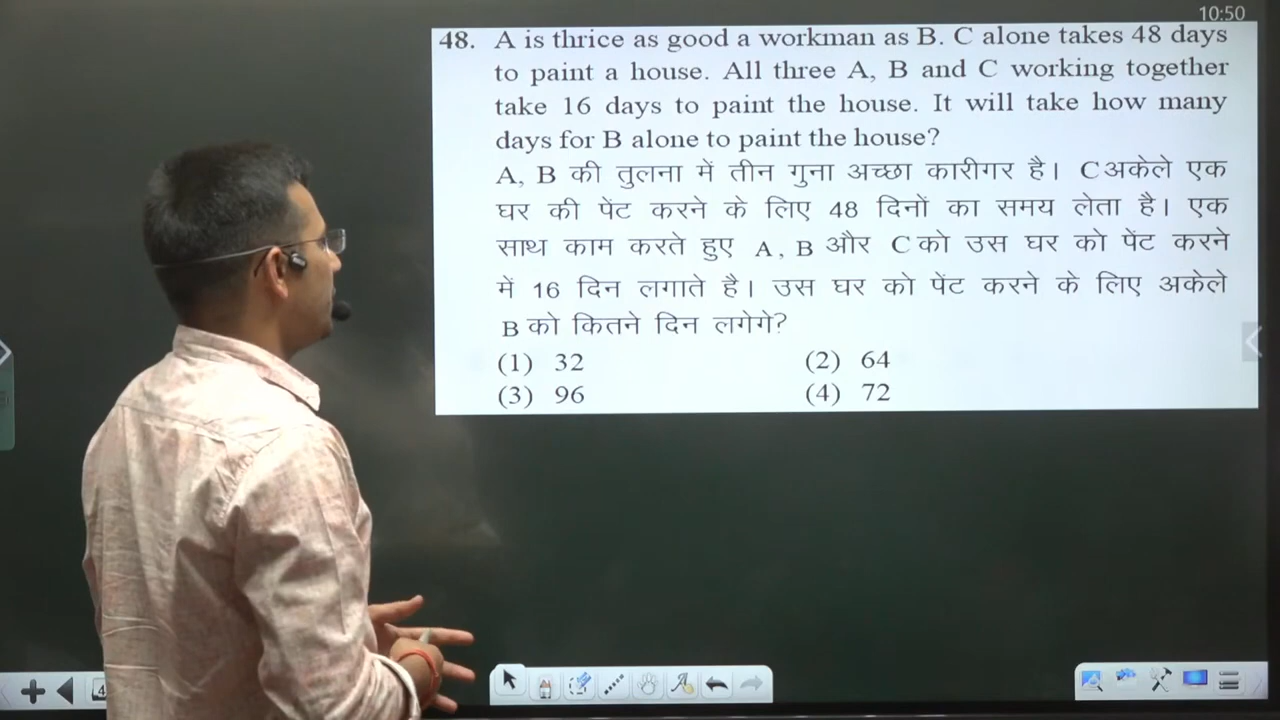 10:50
48. A is thrice as good a workman as B. C alone takes 48 days
to paint a house. All three A, B and C working together
take 16 days to paint the house. It will take how many
days for B alone to paint the house?
A, B की तुलना में तीन गुना अच्छा कारीगर है। C अकेले एक
घर की पेंट करने के लिए 48 दिनों का समय लेता है। एक
साथ काम करते हुए A, B और C को उस घर को पेंट करने
में 16 दिन लगाते है। उस घर को पेंट करने के लिए अकेले
B को कितने दिन लगेगे?
(1) 32 (2) 64
(3) 96 (4) 72
4